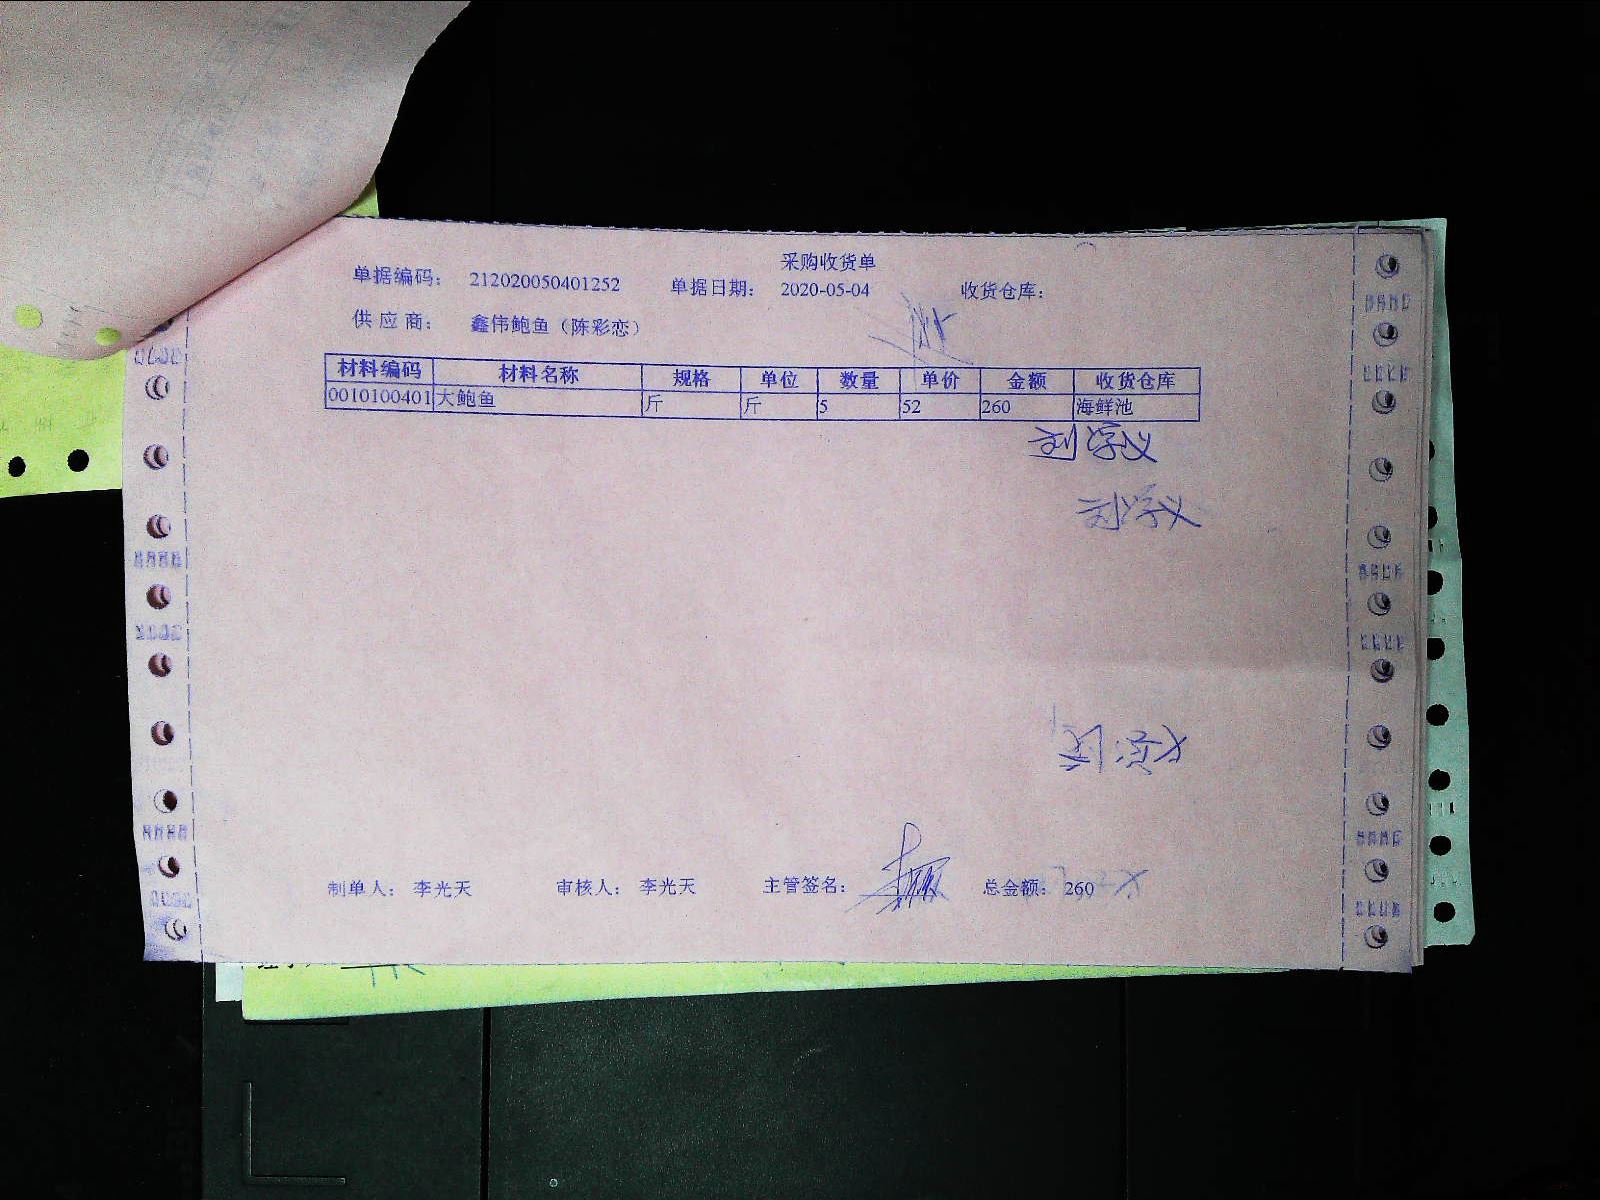 采购收货单
单据编码： 212020050401252 单据日期： 2020-05-04 收货仓库：
供应商： 鑫伟鲍鱼（陈彩恋）
材料编码 材料名称 规格 单位 数量 单价 金额 收货仓库
0010100401 大鲍鱼 斤 斤 5 52 260 海鲜池
制单人： 李光天 审核人： 李光天 主管签名： 总金额： 260